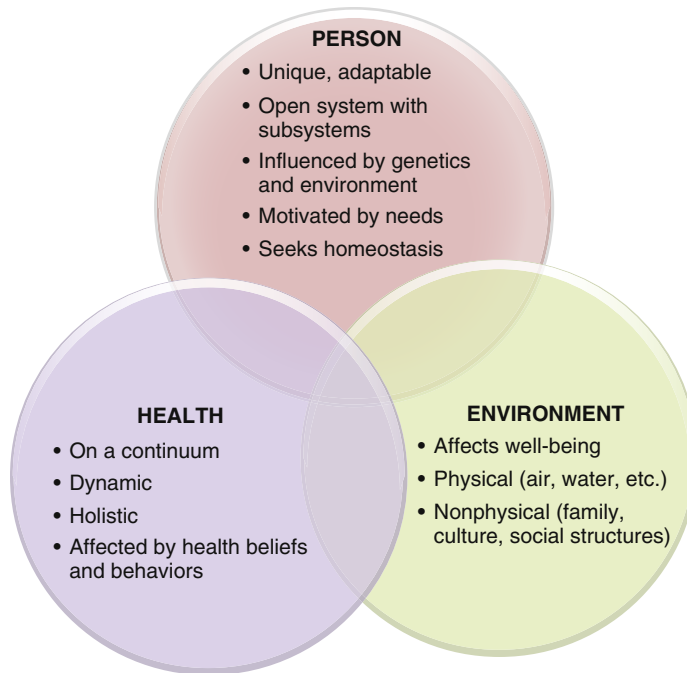 PERSON
• Unique, adaptable
• Open system with
subsystems
• Influenced by genetics
and environment
• Motivated by needs
• Seeks homeostasis
HEALTH
• On a continuum
• Dynamic
• Holistic
• Affected by health beliefs
and behaviors
ENVIRONMENT
• Affects well-being
• Physical (air, water, etc.)
• Nonphysical (family,
culture, social structures)